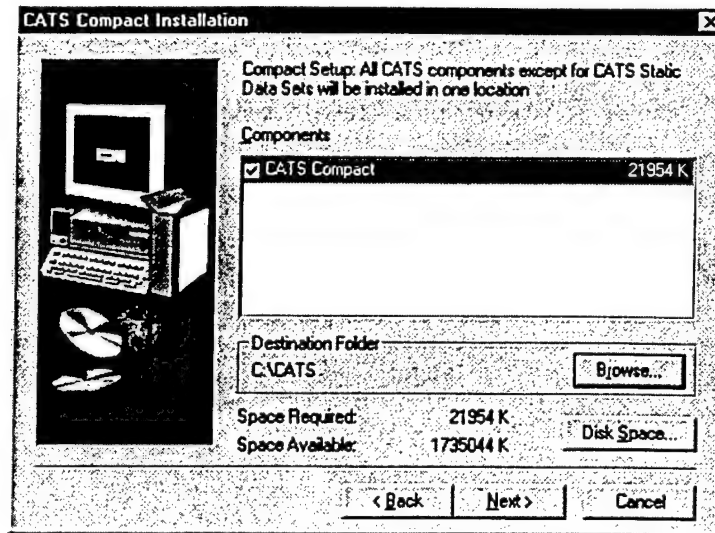 CATS Compact Installation
Compact Setup: All CATS components except for CATS Static
Data Sets will be installed in one location
Components
CATS Compact 21954 K
Destination Folder
C:\CATS
Browse...
Space Required: 21954 K
Space Available: 1735044 K
Disk Space...
< Back
Next >
Cancel